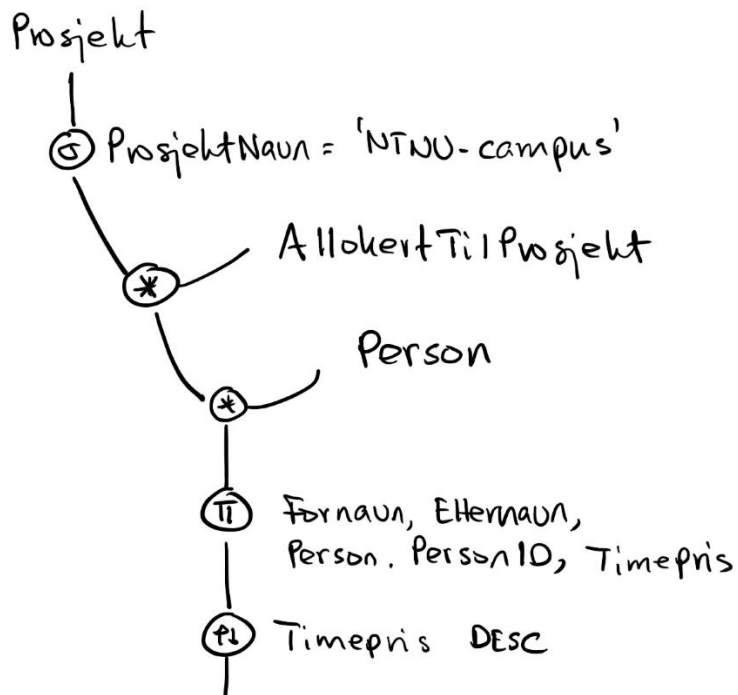 Prosjekt
σ ProsjektNavn = 'NTNU-campus'
AllokertTilProsjekt
*
Person
*
π Fornavn, Etternavn,
Person.PersonID, Timepris
↑↓ Timepris DESC